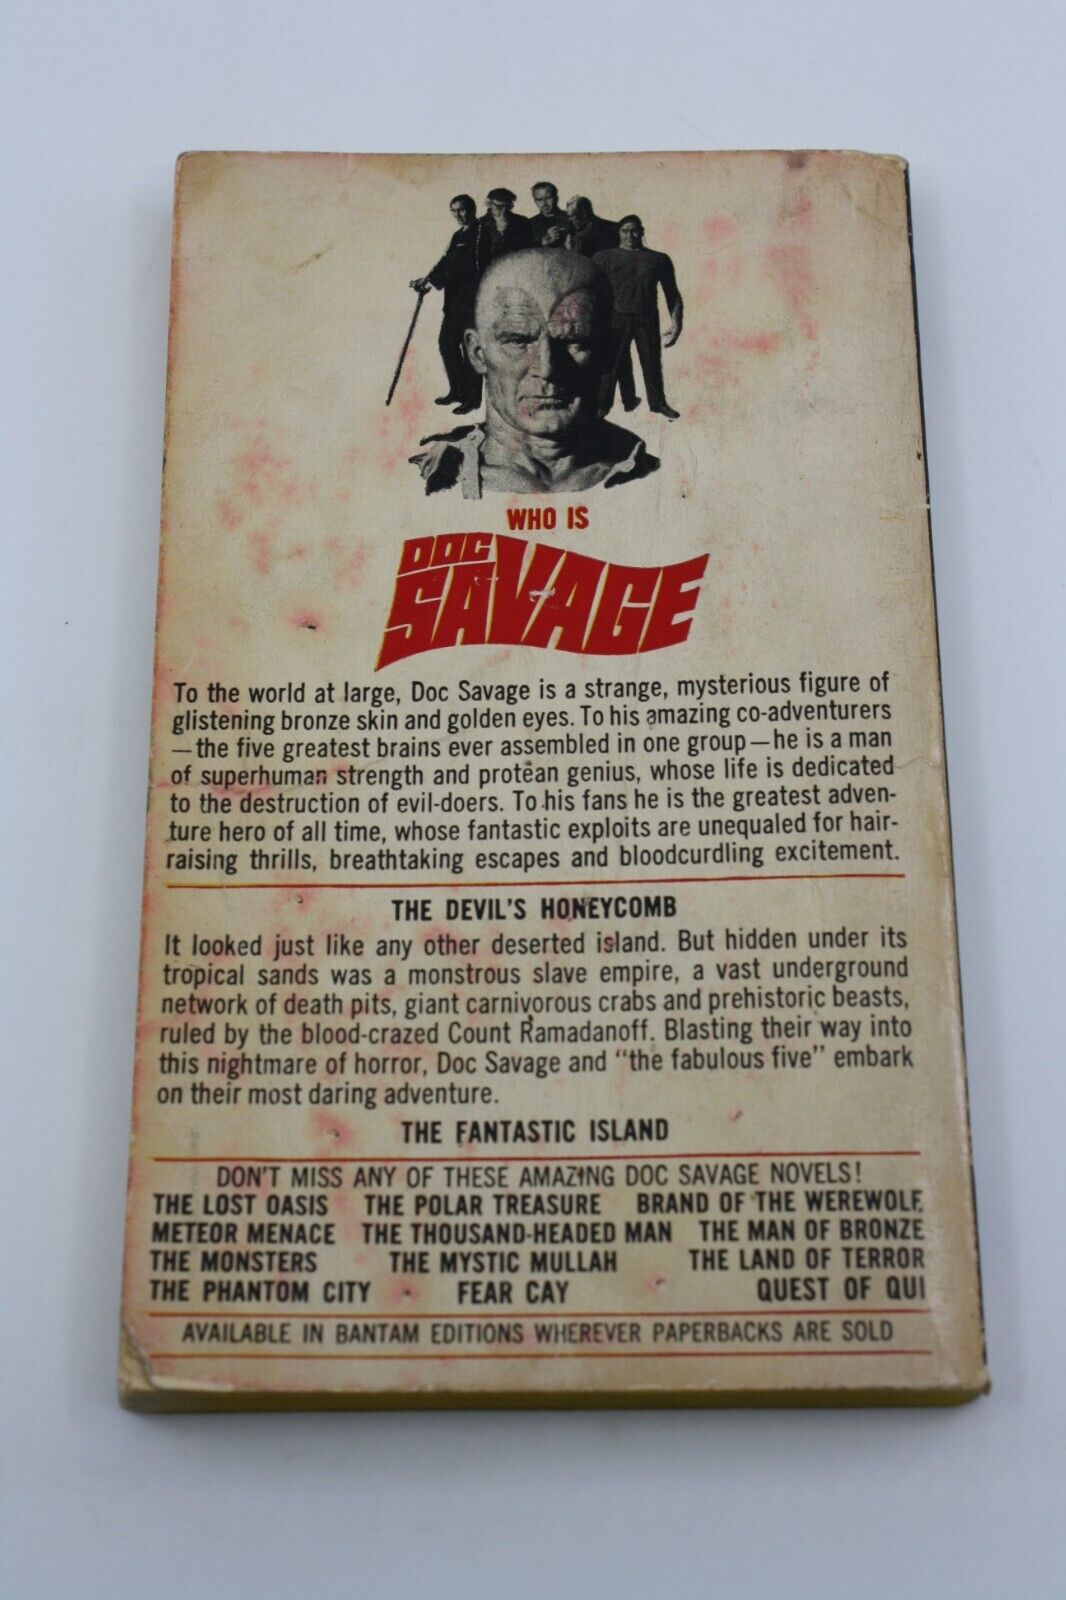 WHO IS
DOC
SAVAGE
To the world at large, Doc Savage is a strange, mysterious figure of
glistening bronze skin and golden eyes. To his amazing co-adventurers
—the five greatest brains ever assembled in one group—he is a man
of superhuman strength and protean genius, whose life is dedicated
to the destruction of evil-doers. To his fans he is the greatest adven-
ture hero of all time, whose fantastic exploits are unequaled for hair-
raising thrills, breathtaking escapes and bloodcurdling excitement.
THE DEVIL'S HONEYCOMB
It looked just like any other deserted island. But hidden under its
tropical sands was a monstrous slave empire, a vast underground
network of death pits, giant carnivorous crabs and prehistoric beasts,
ruled by the blood-crazed Count Ramadanoff. Blasting their way into
this nightmare of horror, Doc Savage and "the fabulous five" embark
on their most daring adventure.
THE FANTASTIC ISLAND
DON'T MISS ANY OF THESE AMAZING DOC SAVAGE NOVELS!
THE LOST OASIS THE POLAR TREASURE BRAND OF THE WEREWOLF
METEOR MENACE THE THOUSAND-HEADED MAN THE MAN OF BRONZE
THE MONSTERS THE MYSTIC MULLAH THE LAND OF TERROR
THE PHANTOM CITY FEAR CAY QUEST OF QUI
AVAILABLE IN BANTAM EDITIONS WHEREVER PAPERBACKS ARE SOLD